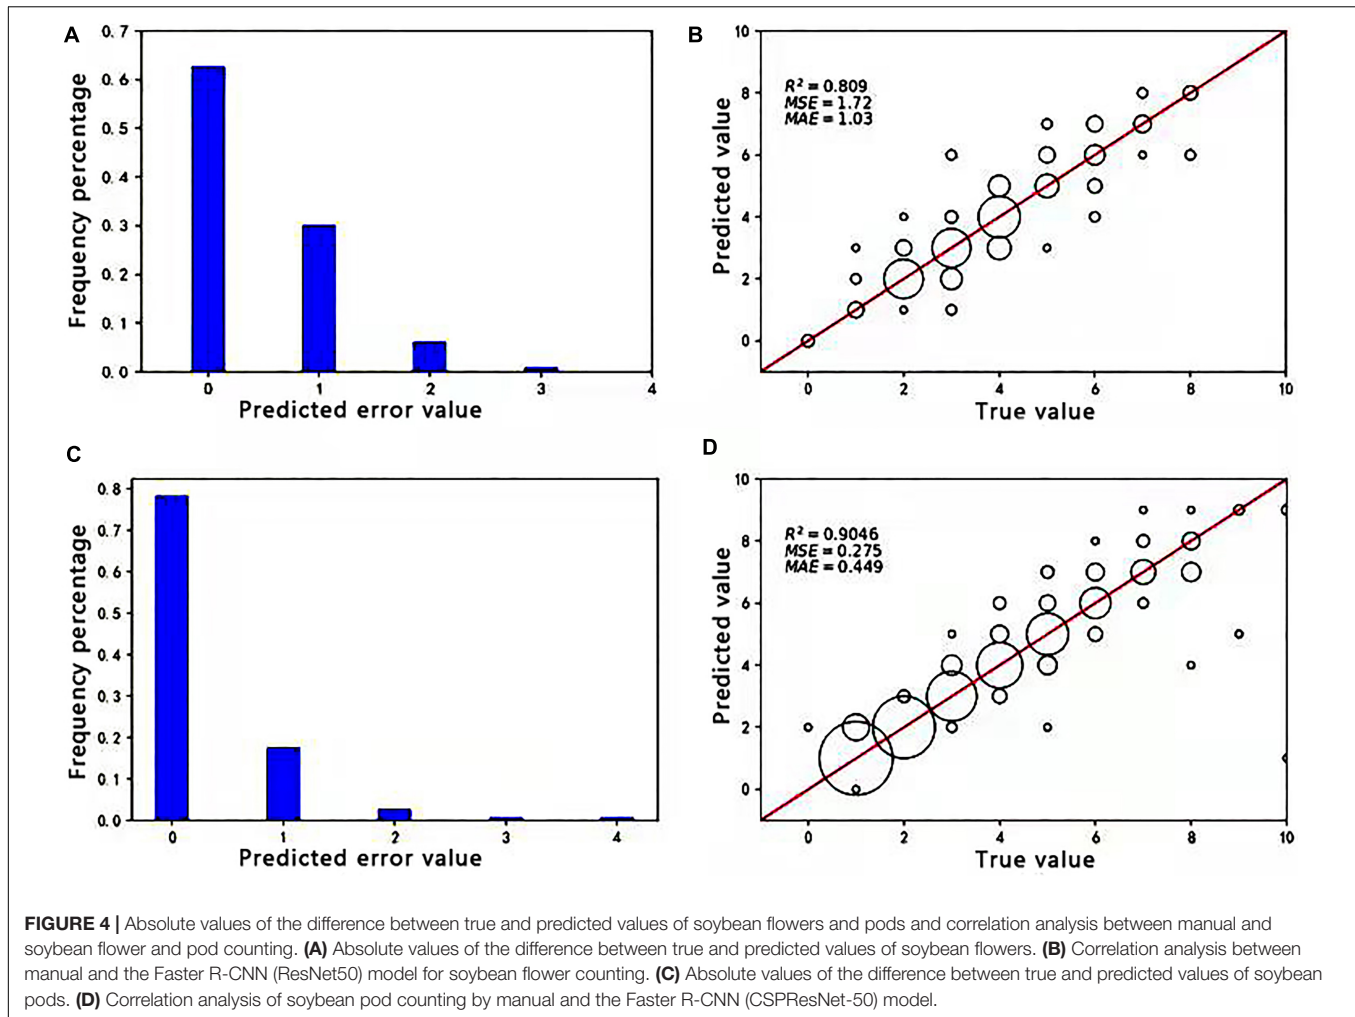 A
0.7
0.6
0.5
0.4
0.3
0.2
0.1
0.0
Frequency percentage
0 1 2 3 4
Predicted error value
B
10
8
6
4
2
0
Predicted value
R² = 0.809
MSE = 1.72
MAE = 1.03
0 2 4 6 8 10
True value
C
0.8
0.7
0.6
0.5
0.4
0.3
0.2
0.1
0.0
Frequency percentage
0 1 2 3 4
Predicted error value
D
10
8
6
4
2
0
Predicted value
R² = 0.9046
MSE = 0.275
MAE = 0.449
0 2 4 6 8 10
True value
FIGURE 4 | Absolute values of the difference between true and predicted values of soybean flowers and pods and correlation analysis between manual and
soybean flower and pod counting. (A) Absolute values of the difference between true and predicted values of soybean flowers. (B) Correlation analysis between
manual and the Faster R-CNN (ResNet50) model for soybean flower counting. (C) Absolute values of the difference between true and predicted values of soybean
pods. (D) Correlation analysis of soybean pod counting by manual and the Faster R-CNN (CSPResNet-50) model.